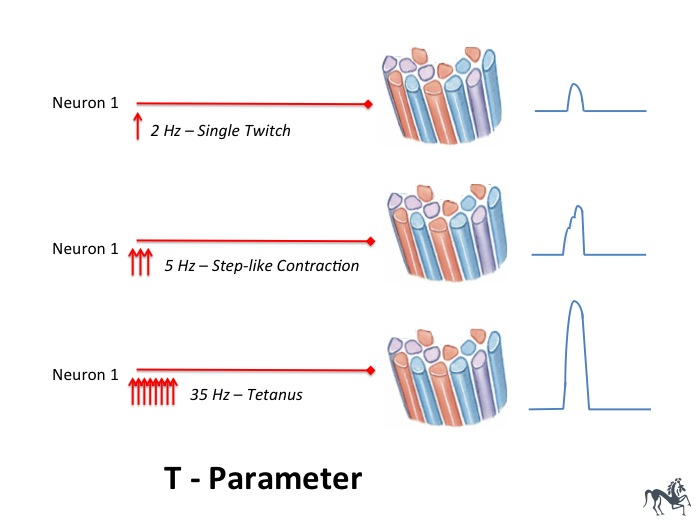 Neuron 1
2 Hz – Single Twitch
Neuron 1
5 Hz – Step-like Contraction
Neuron 1
35 Hz – Tetanus
T - Parameter